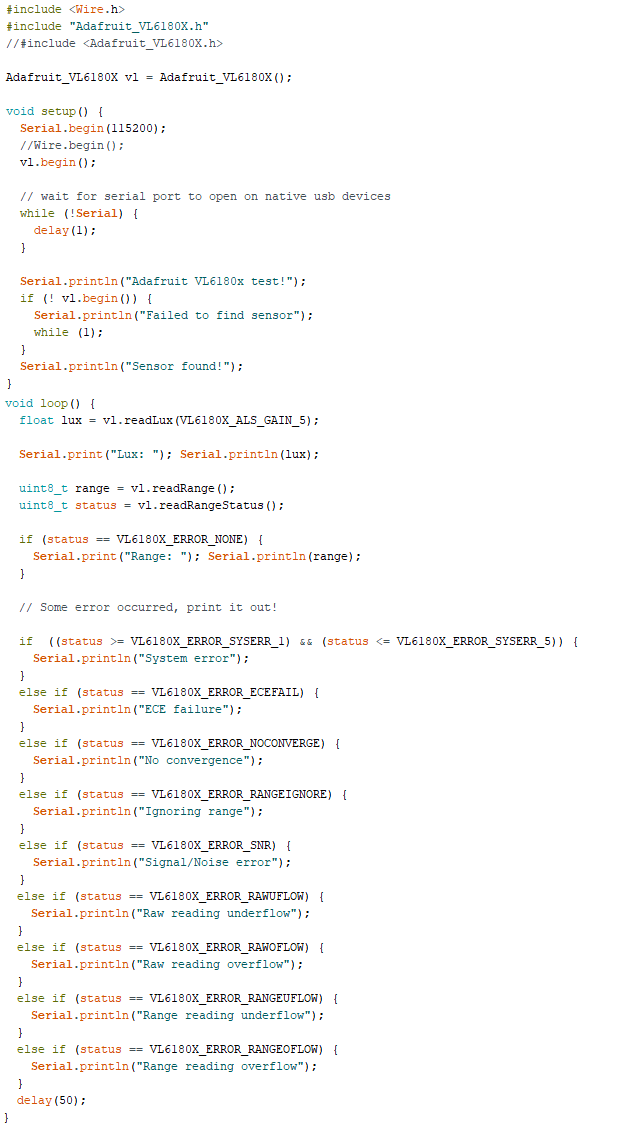 #include <Wire.h>
#include "Adafruit_VL6180X.h"
//#include <Adafruit_VL6180X.h>

Adafruit_VL6180X vl = Adafruit_VL6180X();

void setup() {
  Serial.begin(115200);
  //Wire.begin();
  vl.begin();

  // wait for serial port to open on native usb devices
  while (!Serial) {
    delay(1);
  }

  Serial.println("Adafruit VL6180x test!");
  if (! vl.begin()) {
    Serial.println("Failed to find sensor");
    while (1);
  }
  Serial.println("Sensor found!");
}
void loop() {
  float lux = vl.readLux(VL6180X_ALS_GAIN_5);

  Serial.print("Lux: "); Serial.println(lux);

  uint8_t range = vl.readRange();
  uint8_t status = vl.readRangeStatus();

  if (status == VL6180X_ERROR_NONE) {
    Serial.print("Range: "); Serial.println(range);
  }

  // Some error occurred, print it out!

  if  ((status >= VL6180X_ERROR_SYSERR_1) && (status <= VL6180X_ERROR_SYSERR_5)) {
    Serial.println("System error");
  }
  else if (status == VL6180X_ERROR_ECEFAIL) {
    Serial.println("ECE failure");
  }
  else if (status == VL6180X_ERROR_NOCONVERGE) {
    Serial.println("No convergence");
  }
  else if (status == VL6180X_ERROR_RANGEIGNORE) {
    Serial.println("Ignoring range");
  }
  else if (status == VL6180X_ERROR_SNR) {
    Serial.println("Signal/Noise error");
  }
  else if (status == VL6180X_ERROR_RAWUFLOW) {
    Serial.println("Raw reading underflow");
  }
  else if (status == VL6180X_ERROR_RAWOFLOW) {
    Serial.println("Raw reading overflow");
  }
  else if (status == VL6180X_ERROR_RANGEUFLOW) {
    Serial.println("Range reading underflow");
  }
  else if (status == VL6180X_ERROR_RANGEOFLOW) {
    Serial.println("Range reading overflow");
  }
  delay(50);
}